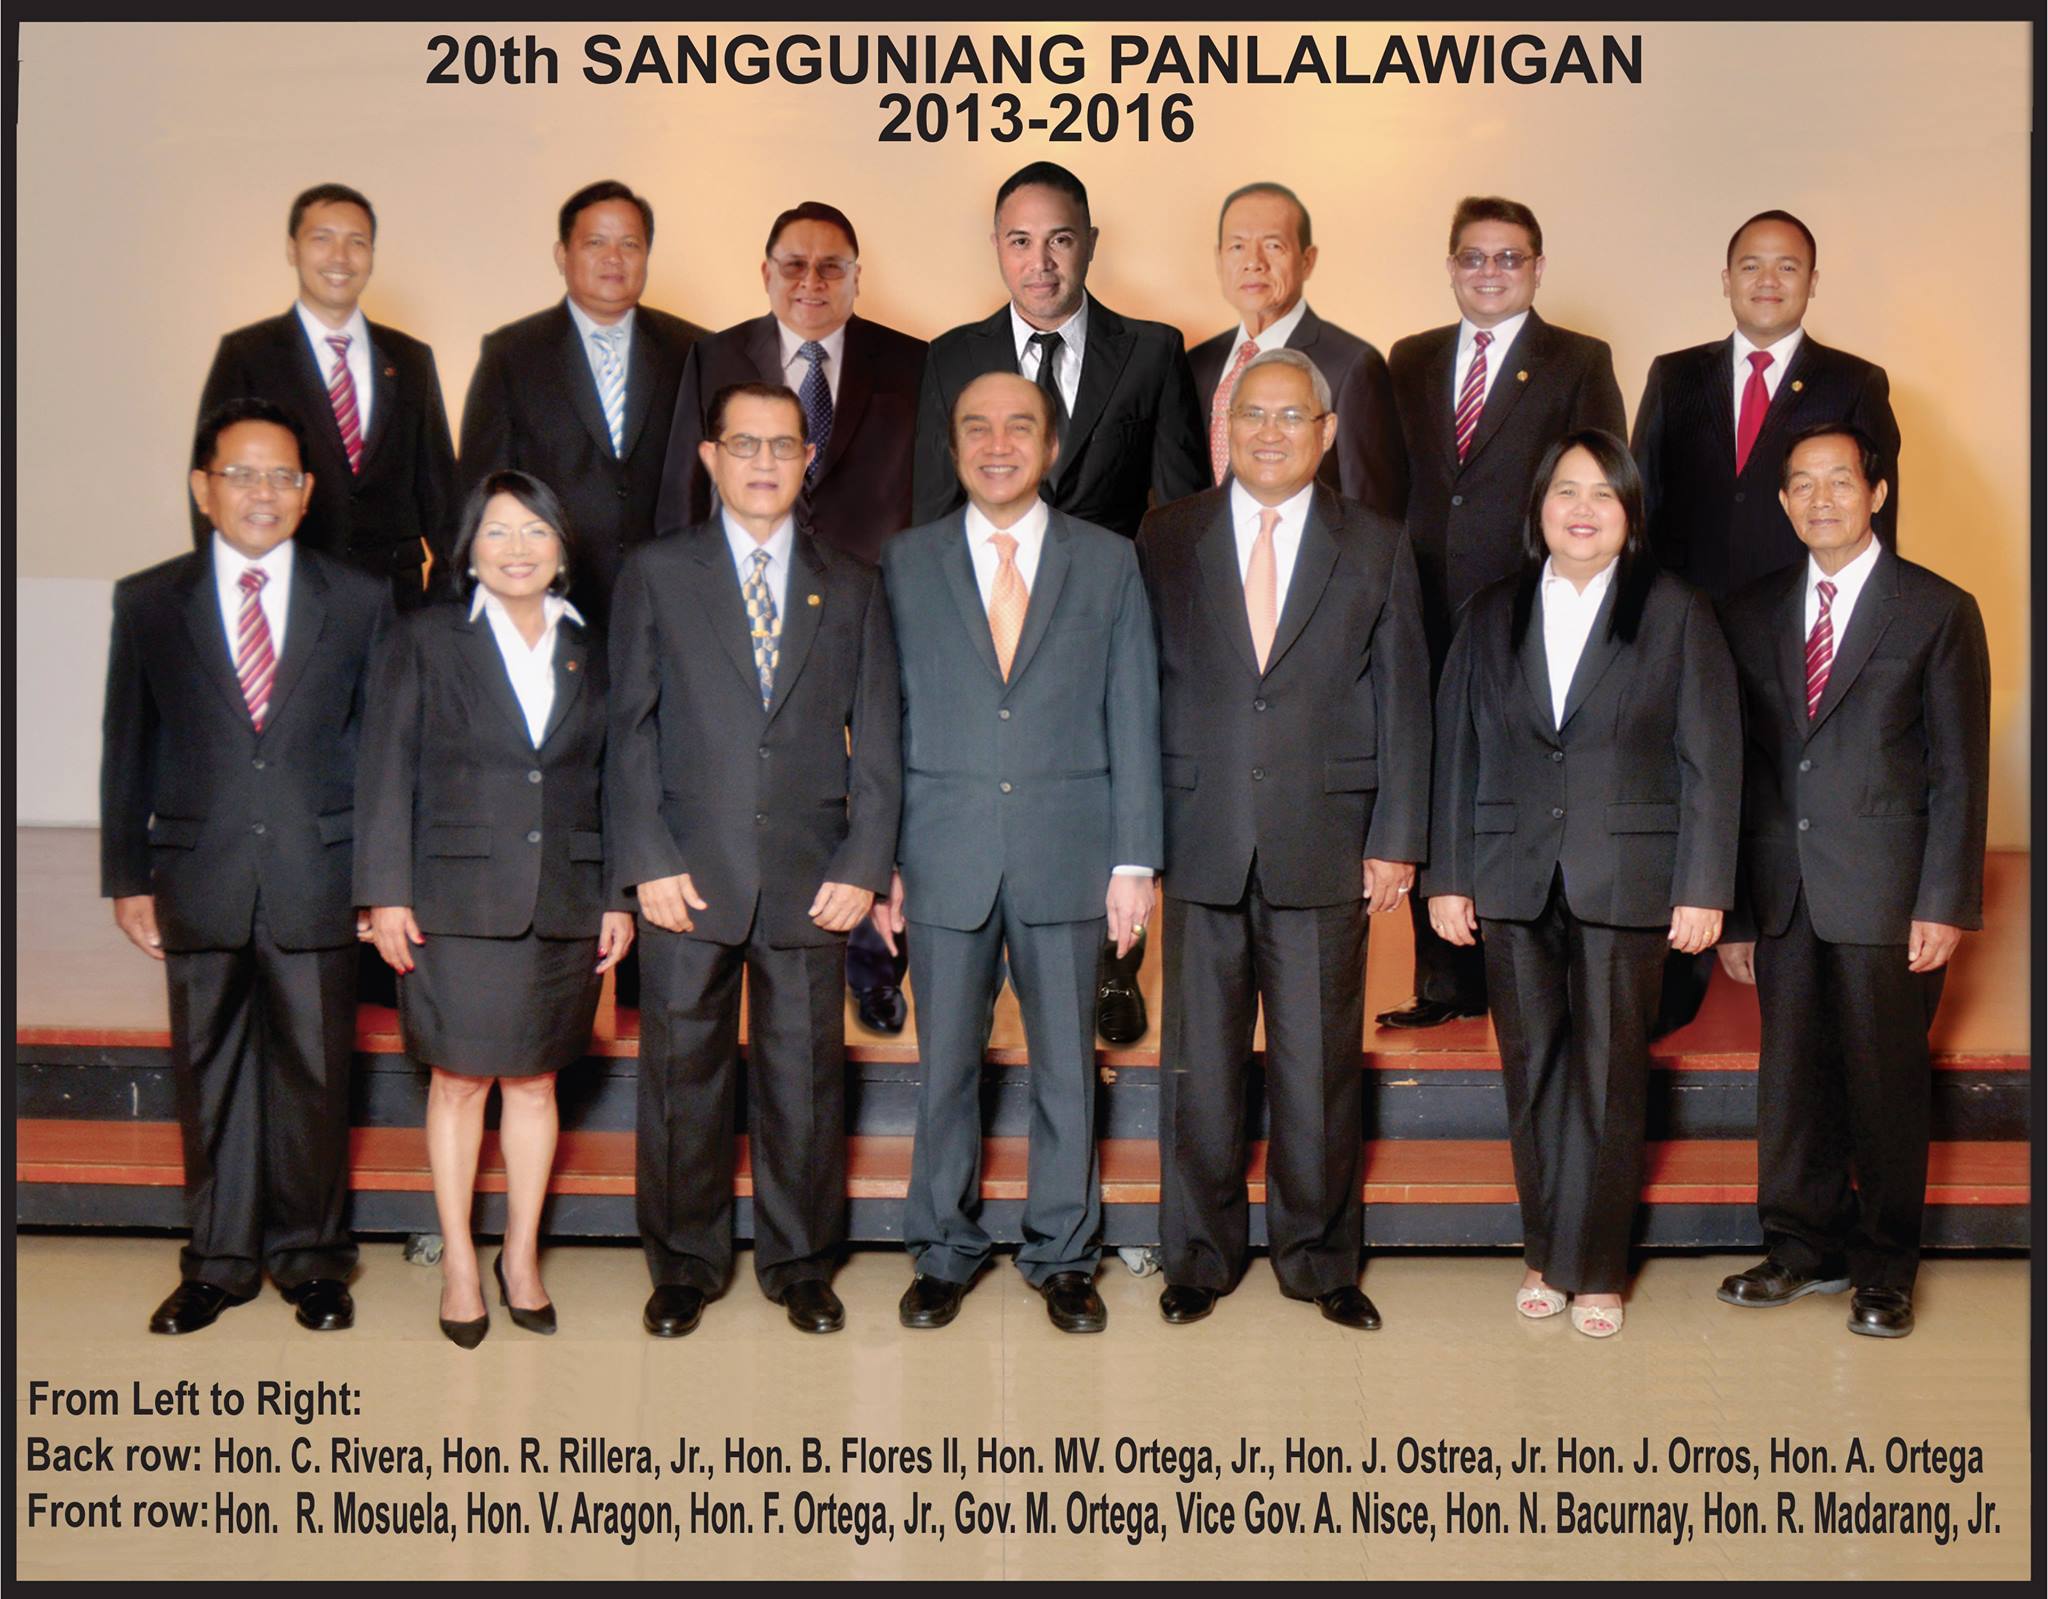 20th SANGGUNIANG PANLALAWIGAN
2013-2016
From Left to Right:
Back row: Hon. C. Rivera, Hon. R. Rillera, Jr., Hon. B. Flores II, Hon. MV. Ortega, Jr., Hon. J. Ostrea, Jr. Hon. J. Orros, Hon. A. Ortega
Front row: Hon. R. Mosuela, Hon. V. Aragon, Hon. F. Ortega, Jr., Gov. M. Ortega, Vice Gov. A. Nisce, Hon. N. Bacurnay, Hon. R. Madarang, Jr.